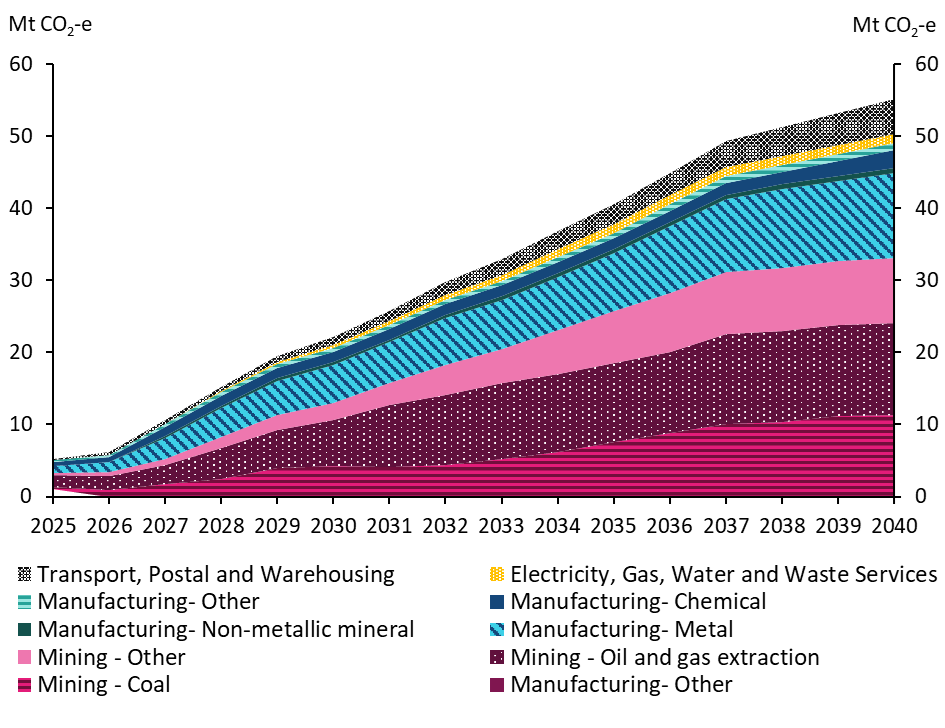 Mt CO₂-e Mt CO₂-e
60 60
50 50
40 40
30 30
20 20
10 10
0 0
2025 2026 2027 2028 2029 2030 2031 2032 2033 2034 2035 2036 2037 2038 2039 2040
Transport, Postal and Warehousing Electricity, Gas, Water and Waste Services
Manufacturing- Other Manufacturing- Chemical
Manufacturing- Non-metallic mineral Manufacturing- Metal
Mining - Other Mining - Oil and gas extraction
Mining - Coal Manufacturing- Other